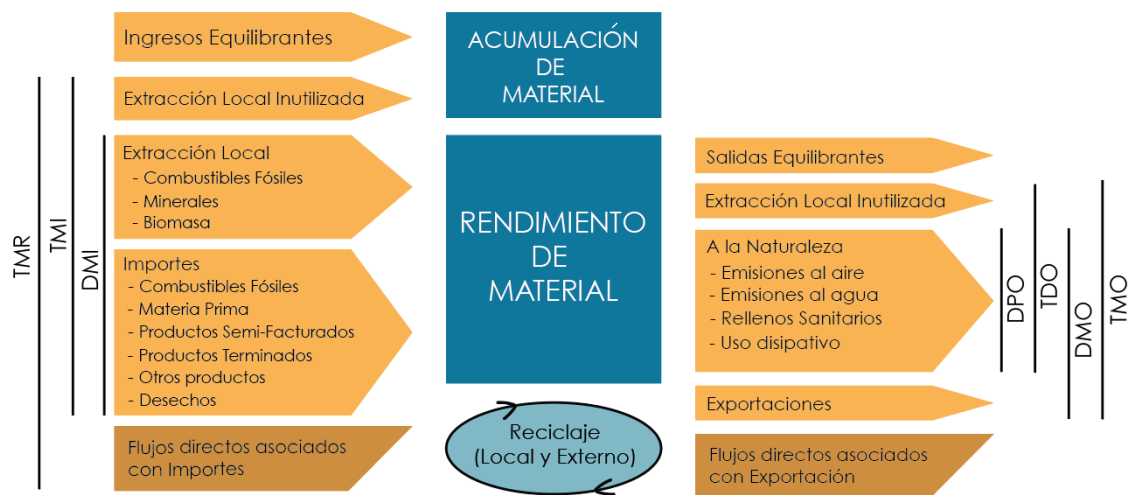 Ingresos Equilibrantes
Extracción Local Inutilizada
Extracción Local
- Combustibles Fósiles
- Minerales
- Biomasa
Importes
- Combustibles Fósiles
- Materia Prima
- Productos Semi-Facturados
- Productos Terminados
- Otros productos
- Desechos
Flujos directos asociados
con Importes
TMR
TMI
DMI
ACUMULACIÓN
DE
MATERIAL
RENDIMIENTO
DE
MATERIAL
Reciclaje
(Local y Externo)
Salidas Equilibrantes
Extracción Local Inutilizada
A la Naturaleza
- Emisiones al aire
- Emisiones al agua
- Rellenos Sanitarios
- Uso disipativo
Exportaciones
Flujos directos asociados
con Exportación
DPO
TDO
DMO
TMO